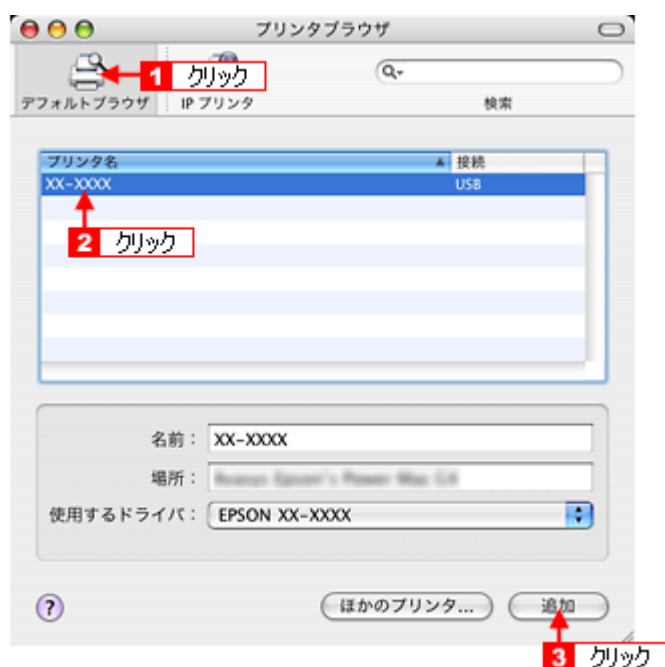 プリンタブラウザ
1 クリック
デフォルトブラウザ
IP プリンタ
検索
プリンタ名 接続
XX-XXXX USB
2 クリック
名前： XX-XXXX
場所：
使用するドライバ： EPSON XX-XXXX
? ほかのプリンタ... 追加
3 クリック